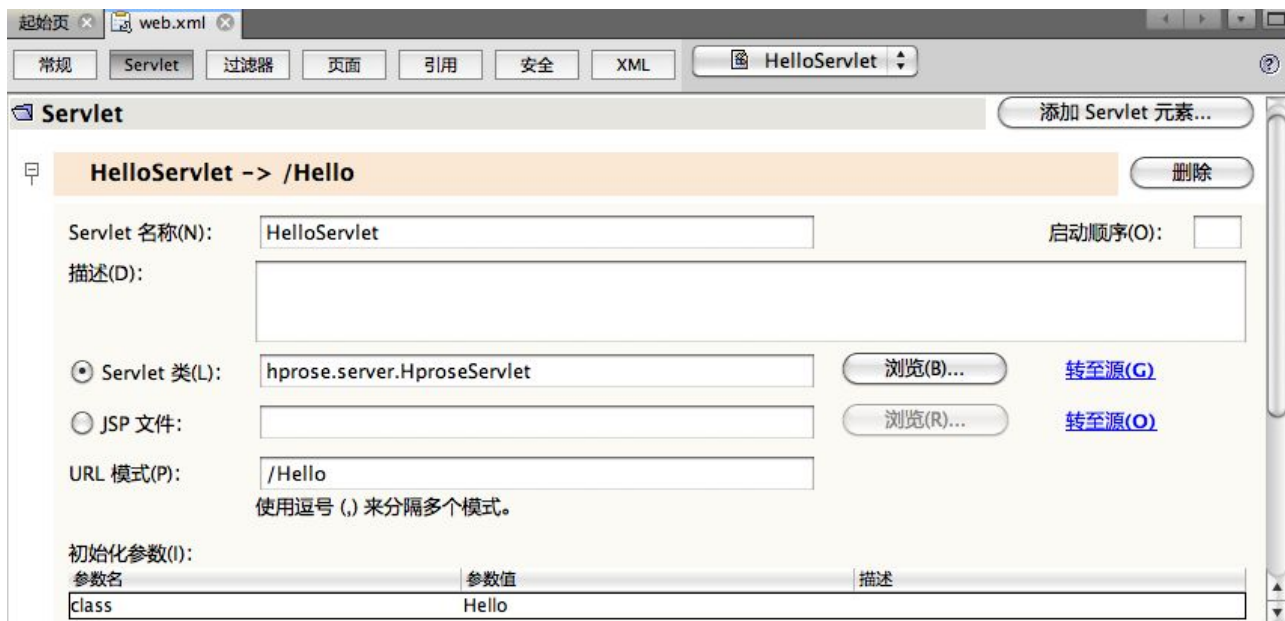 起始页 web.xml
常规 Servlet 过滤器 页面 引用 安全 XML HelloServlet
Servlet 添加 Servlet 元素...
HelloServlet -> /Hello 删除
Servlet 名称(N): HelloServlet 启动顺序(O):
描述(D):
Servlet 类(L): hprose.server.HproseServlet 浏览(B)... 转至源(G)
JSP 文件: 浏览(R)... 转至源(O)
URL 模式(P): /Hello
使用逗号 (,) 来分隔多个模式。
初始化参数(I):
参数名 参数值 描述
class Hello